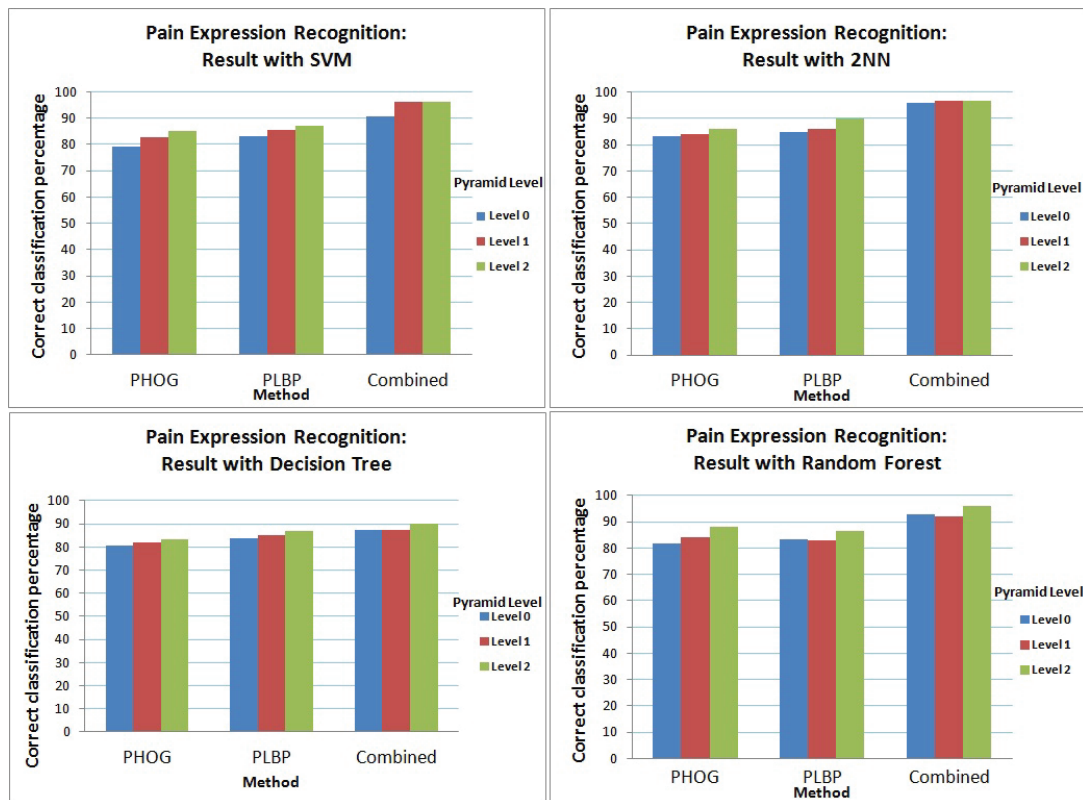 Pain Expression Recognition:
Result with SVM
Correct classification percentage
100
90
80
70
60
50
40
30
20
10
0
PHOG
PLBP
Combined
Method
Pyramid Level
Level 0
Level 1
Level 2
Pain Expression Recognition:
Result with 2NN
Correct classification percentage
100
90
80
70
60
50
40
30
20
10
0
PHOG
PLBP
Combined
Method
Pyramid Level
Level 0
Level 1
Level 2
Pain Expression Recognition:
Result with Decision Tree
Correct classification percentage
100
90
80
70
60
50
40
30
20
10
0
PHOG
PLBP
Combined
Method
Pyramid Level
Level 0
Level 1
Level 2
Pain Expression Recognition:
Result with Random Forest
Correct classification percentage
100
90
80
70
60
50
40
30
20
10
0
PHOG
PLBP
Combined
Method
Pyramid Level
Level 0
Level 1
Level 2